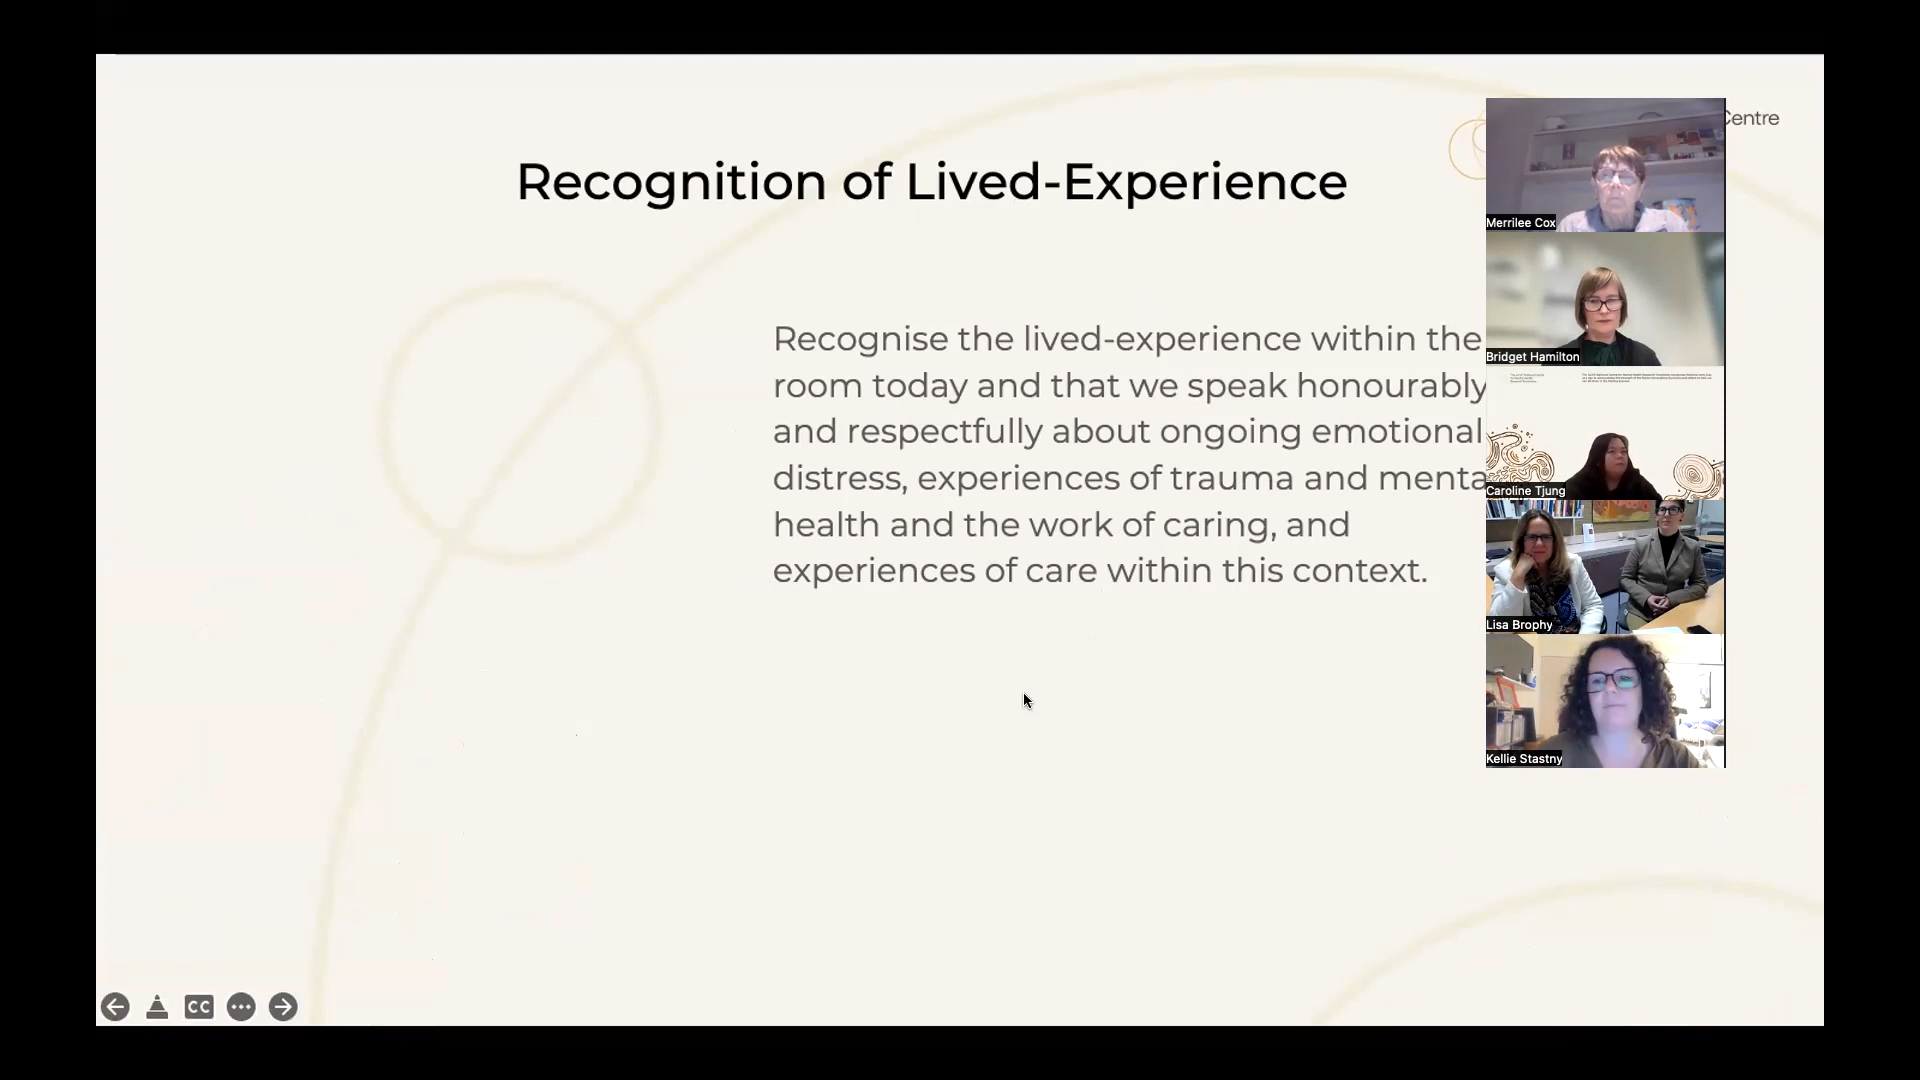 Centre
Recognition of Lived-Experience
Recognise the lived-experience within the
room today and that we speak honourably
and respectfully about ongoing emotional
distress, experiences of trauma and menta
health and the work of caring, and
experiences of care within this context.
Merrilee Cox
Bridget Hamilton
Caroline Tjung
Lisa Brophy
Kellie Stastny
CC